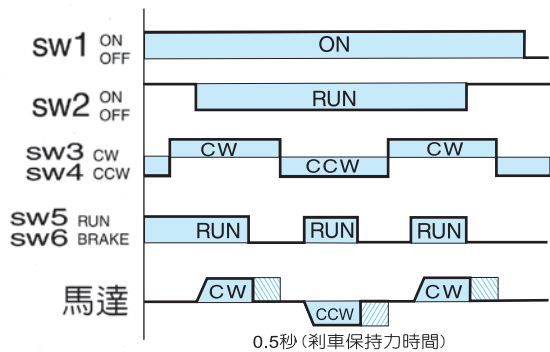 sw1 ON
OFF
ON
sw2 ON
OFF
RUN
sw3 CW
sw4 CCW
CW
CCW
CW
sw5 RUN
sw6 BRAKE
RUN
RUN
RUN
馬達
CW
CCW
CW
0.5秒(剎車保持力時間)